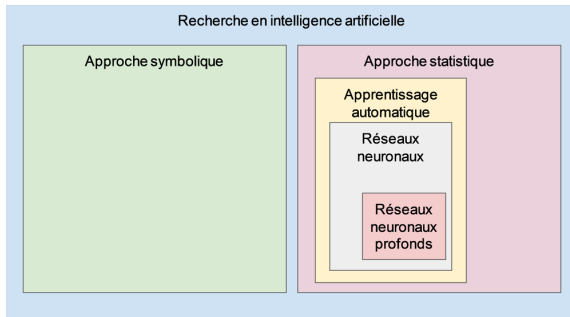 Recherche en intelligence artificielle
Approche symbolique
Approche statistique
Apprentissage
automatique
Réseaux
neuronaux
Réseaux
neuronaux
profonds